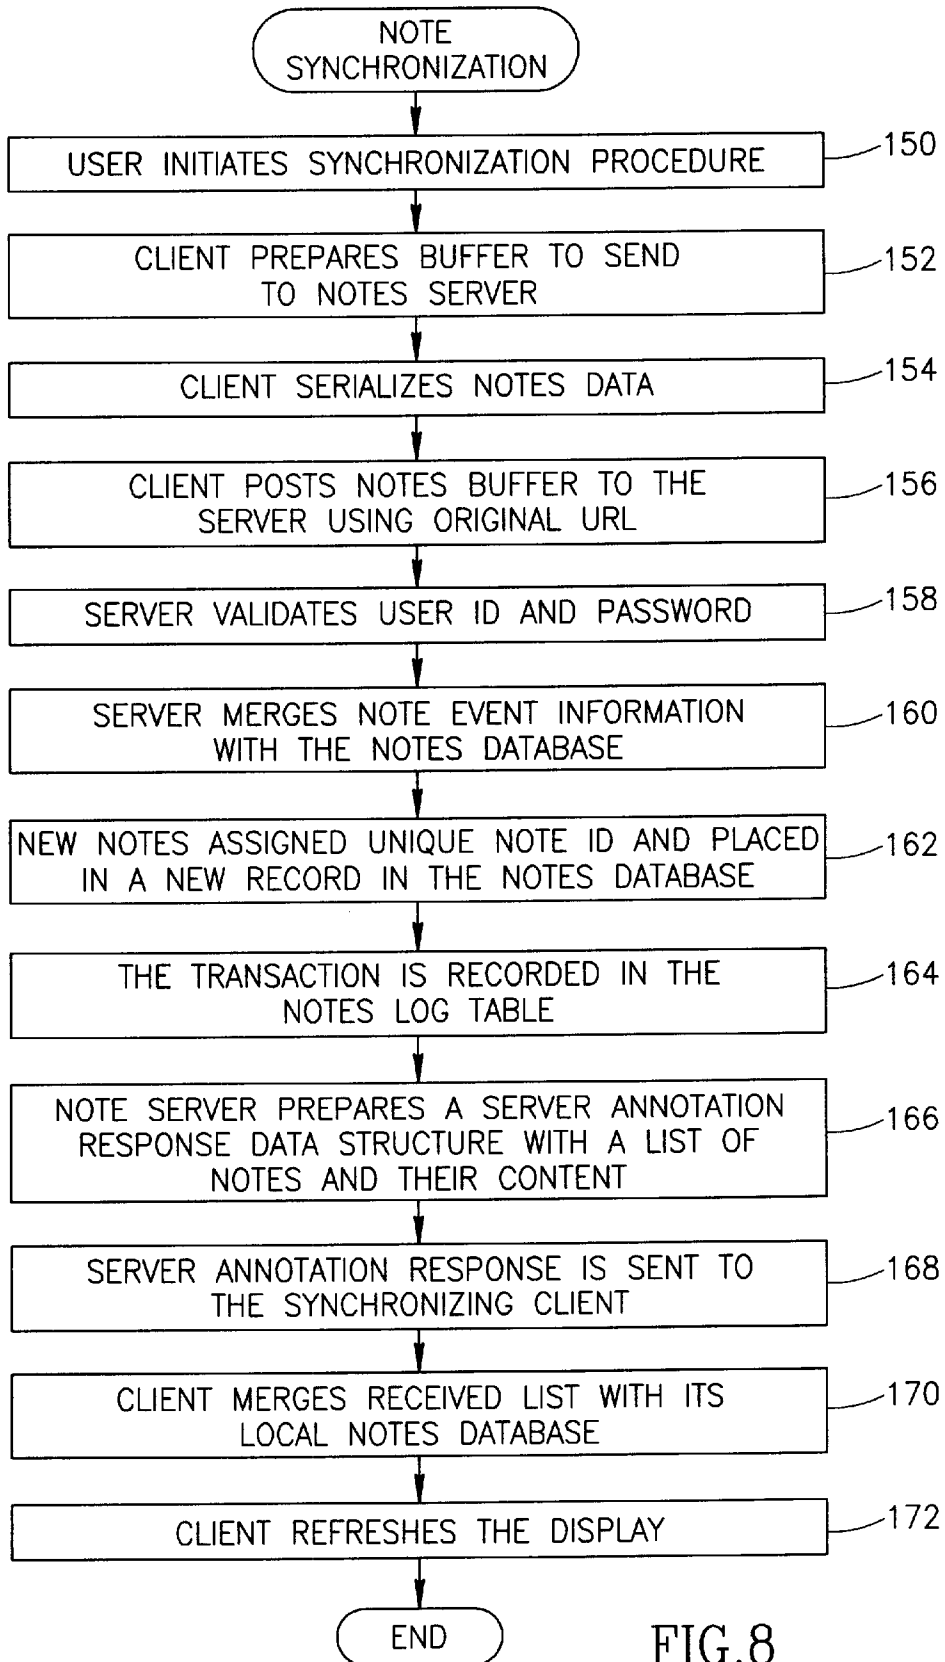 NOTE
SYNCHRONIZATION
USER INITIATES SYNCHRONIZATION PROCEDURE
150
CLIENT PREPARES BUFFER TO SEND
TO NOTES SERVER
152
CLIENT SERIALIZES NOTES DATA
154
CLIENT POSTS NOTES BUFFER TO THE
SERVER USING ORIGINAL URL
156
SERVER VALIDATES USER ID AND PASSWORD
158
SERVER MERGES NOTE EVENT INFORMATION
WITH THE NOTES DATABASE
160
NEW NOTES ASSIGNED UNIQUE NOTE ID AND PLACED
IN A NEW RECORD IN THE NOTES DATABASE
162
THE TRANSACTION IS RECORDED IN THE
NOTES LOG TABLE
164
NOTE SERVER PREPARES A SERVER ANNOTATION
RESPONSE DATA STRUCTURE WITH A LIST OF
NOTES AND THEIR CONTENT
166
SERVER ANNOTATION RESPONSE IS SENT TO
THE SYNCHRONIZING CLIENT
168
CLIENT MERGES RECEIVED LIST WITH ITS
LOCAL NOTES DATABASE
170
CLIENT REFRESHES THE DISPLAY
172
END
FIG.8